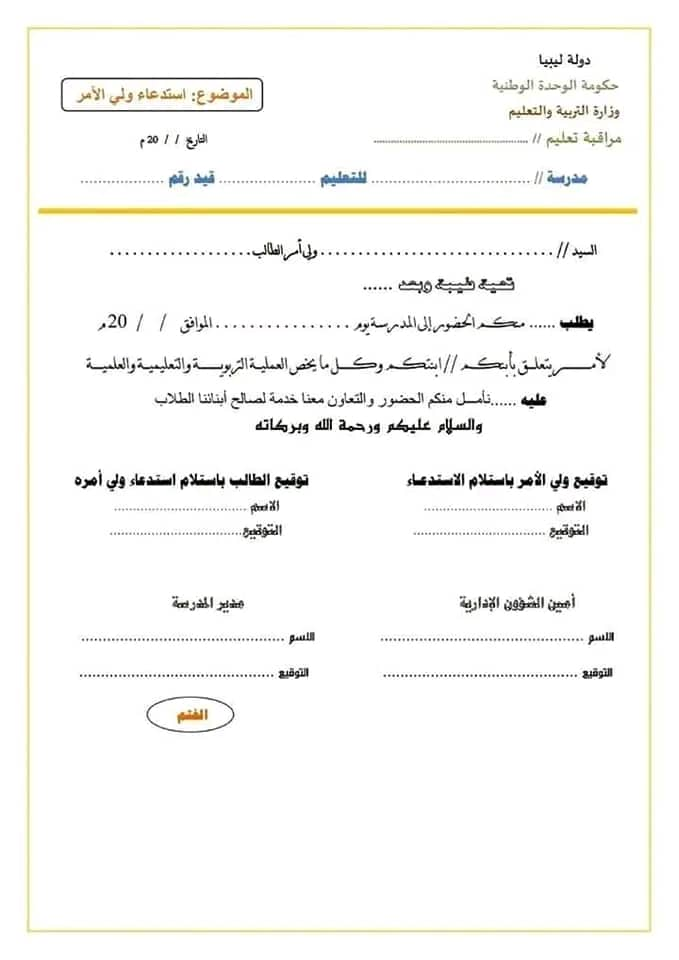 دولة ليبيا
حكومة الوحدة الوطنية
وزارة التربية والتعليم
الموضوع: استدعاء ولي الأمر
مراقبة تعليم // ..........................................
التاريخ / / 20 م
مدرسة // .................................. للتعليم .................... قيد رقم ..................
السيد // ................................ ولي أمر الطالب...................
تحية طيبة وبعد ......
يطلب ...... منكم الحضور إلى المدرسة يوم .................. الموافق / / 20 م
لأمر يتعلق بأبنكم // ابنتكم وكل ما يخص العملية التربوية والتعليمية والعلمية
عليه ......نأمل منكم الحضور والتعاون معنا خدمة لصالح أبنائنا الطلاب
والسلام عليكم ورحمة الله وبركاته
توقيع ولي الأمر باستلام الاستدعاء
الاسم ..............................
التوقيع ..............................
توقيع الطالب باستلام استدعاء ولي أمره
الاسم ..............................
التوقيع..............................
أمين الشؤون الإدارية
اللسم ..........................................
التوقيع ........................................
مدير المدرسة
اللسم ..........................................
التوقيع ........................................
الختم